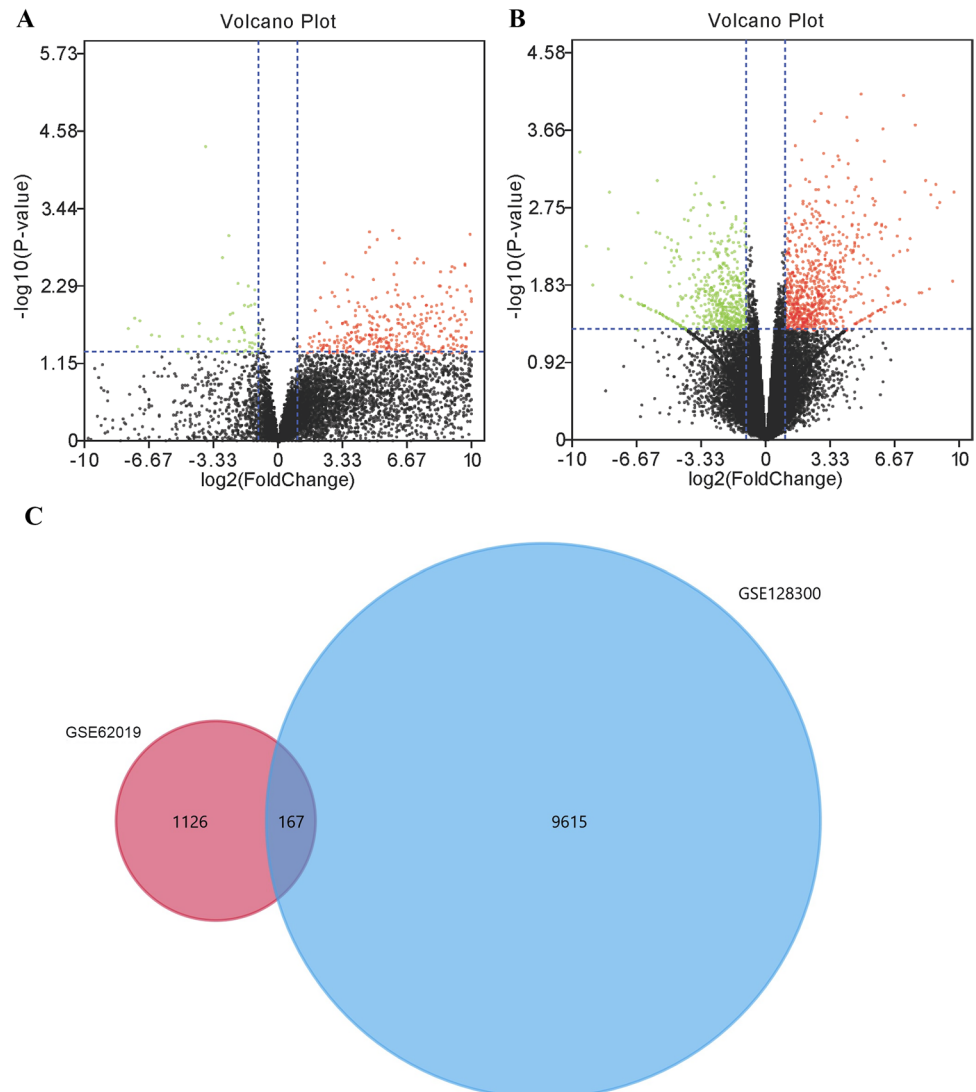 A
Volcano Plot
5.73
4.58
3.44
2.29
1.15
0
-log10(P-value)
-10 -6.67 -3.33 0 3.33 6.67 10
log2(FoldChange)
B
Volcano Plot
4.58
3.66
2.75
1.83
0.92
0
-log10(P-value)
-10 -6.67 -3.33 0 3.33 6.67 10
log2(FoldChange)
C
GSE128300
GSE62019
1126 167 9615